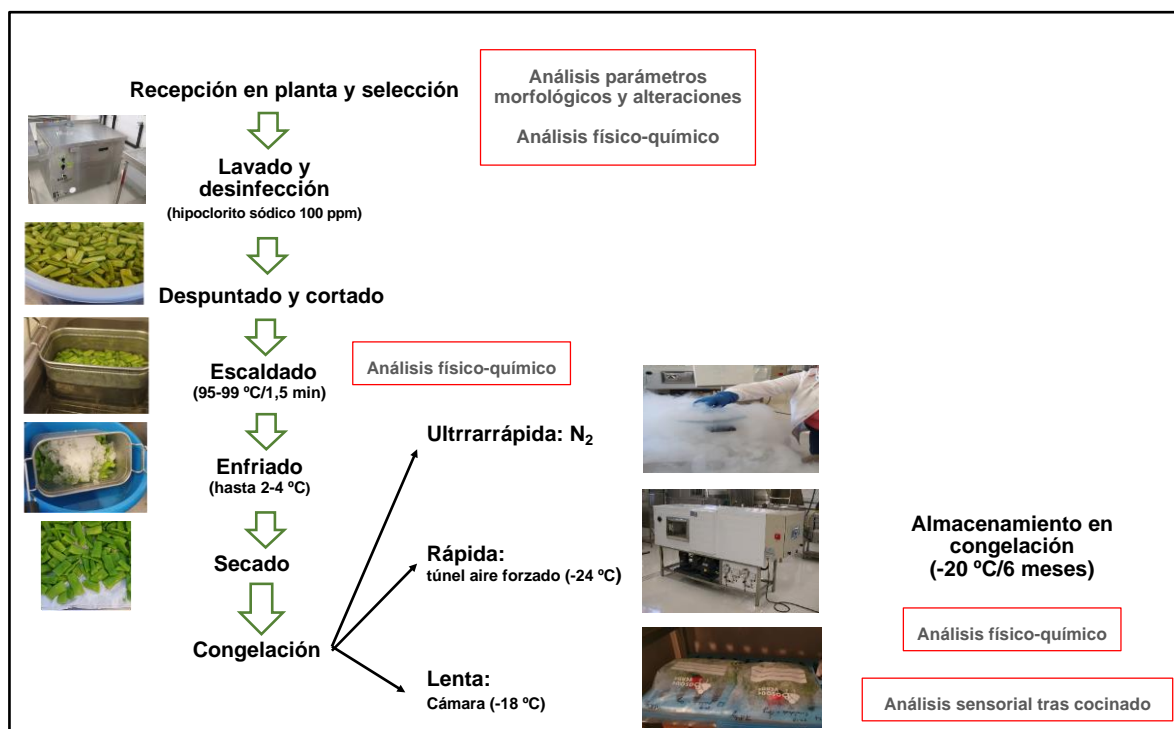 Recepción en planta y selección
Análisis parámetros
morfológicos y alteraciones
Análisis físico-químico
Lavado y
desinfección
(hipoclorito sódico 100 ppm)
Despuntado y cortado
Escaldado
(95-99 ºC/1,5 min)
Análisis físico-químico
Enfriado
(hasta 2-4 ºC)
Secado
Congelación
Ultrrarrápida: N2
Rápida:
túnel aire forzado (-24 ºC)
Lenta:
Cámara (-18 ºC)
Almacenamiento en
congelación
(-20 ºC/6 meses)
Análisis físico-químico
Análisis sensorial tras cocinado